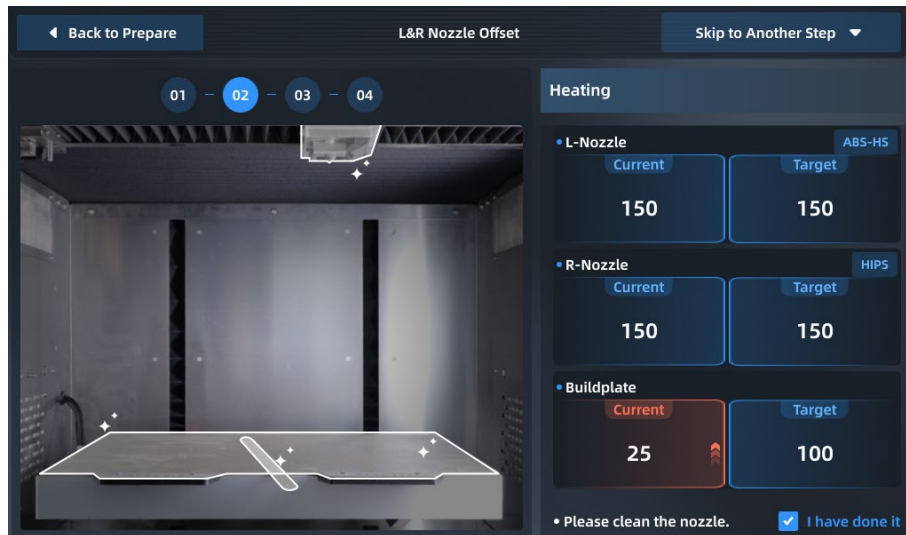 Back to Prepare
L&R Nozzle Offset
Skip to Another Step
01 - 02 - 03 - 04
Heating
• L-Nozzle
ABS-HS
Current
Target
150
150
• R-Nozzle
HIPS
Current
Target
150
150
• Buildplate
Current
Target
25
100
• Please clean the nozzle.
I have done it